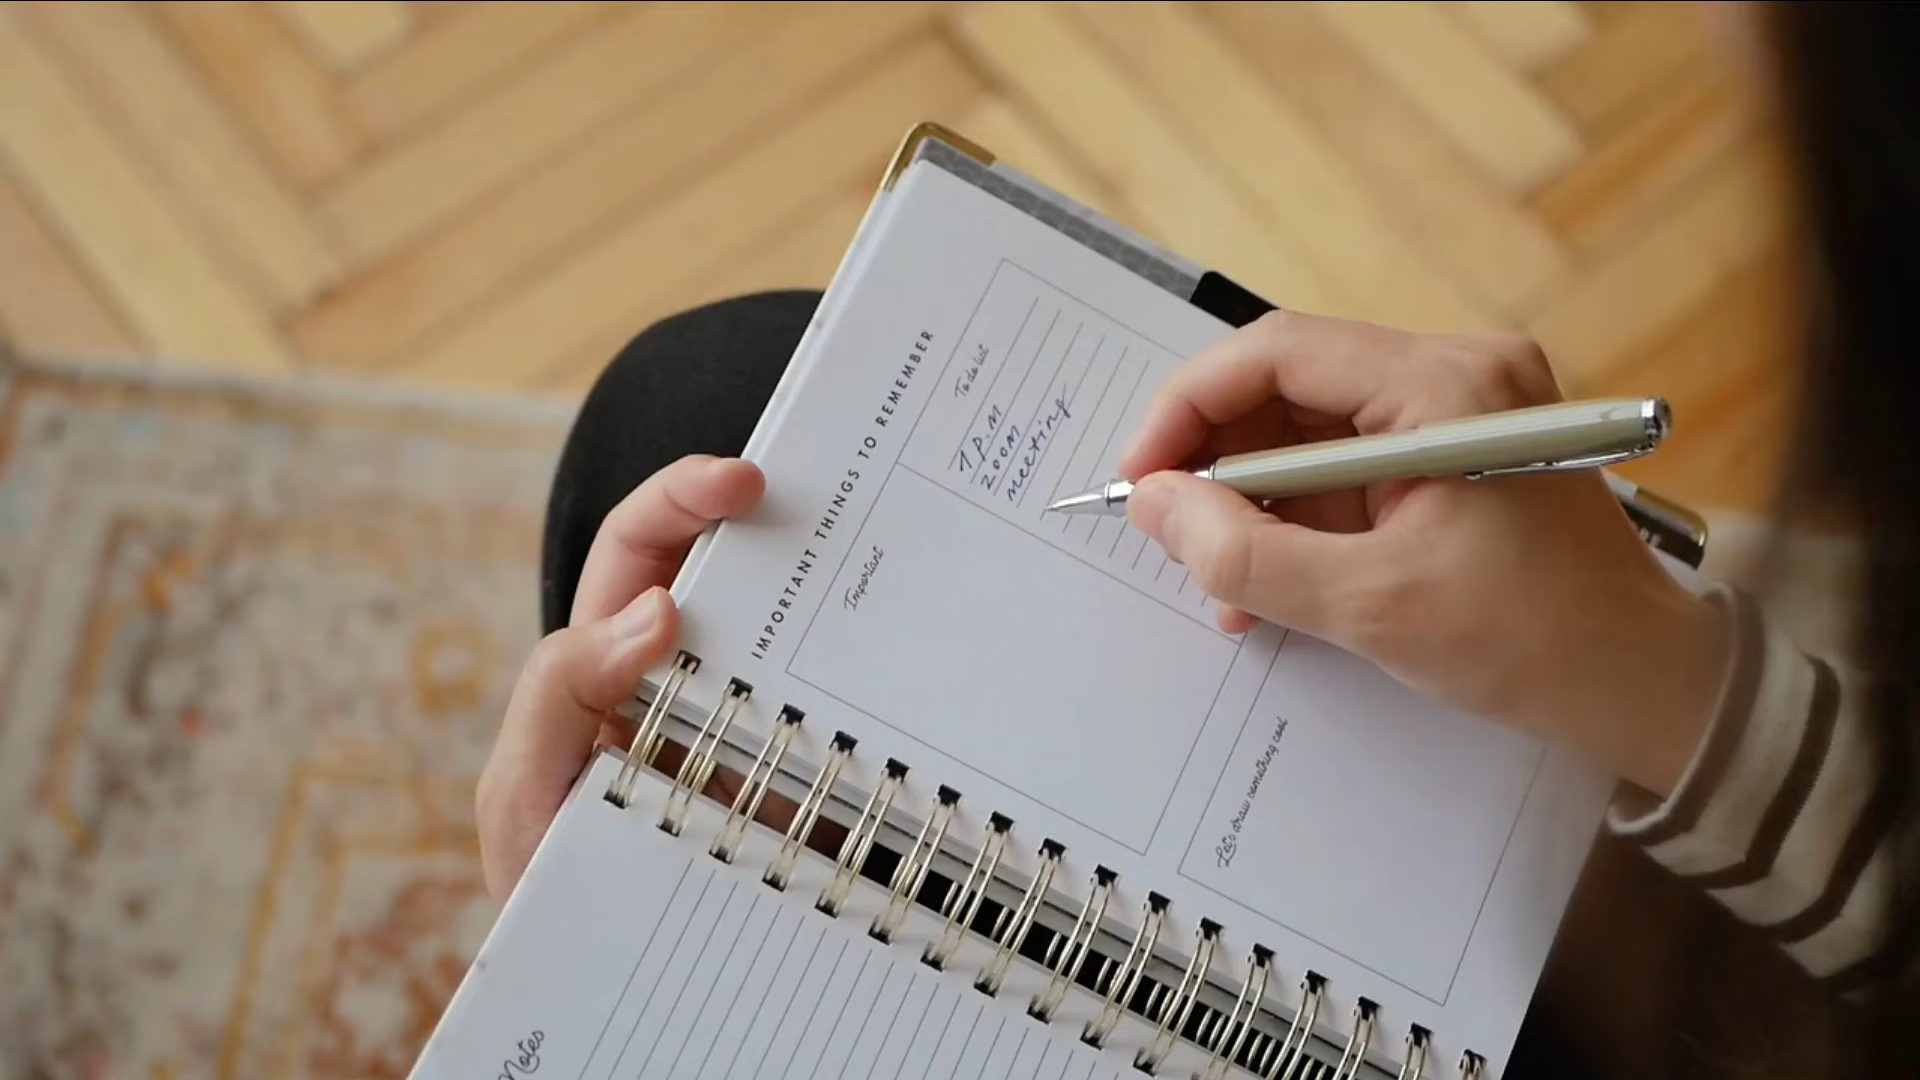 IMPORTANT THINGS TO REMEMBER
To do list
1 P.M
ZOOM
meeting
Important
Let's draw something cool
Notes